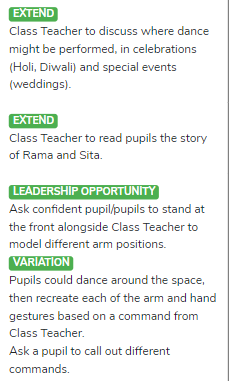 EXTEND
Class Teacher to discuss where dance
might be performed, in celebrations
(Holi, Diwali) and special events
(weddings).
EXTEND
Class Teacher to read pupils the story
of Rama and Sita.
LEADERSHIP OPPORTUNITY
Ask confident pupil/pupils to stand at
the front alongside Class Teacher to
model different arm positions.
VARIATION
Pupils could dance around the space,
then recreate each of the arm and hand
gestures based on a command from
Class Teacher.
Ask a pupil to call out different
commands.